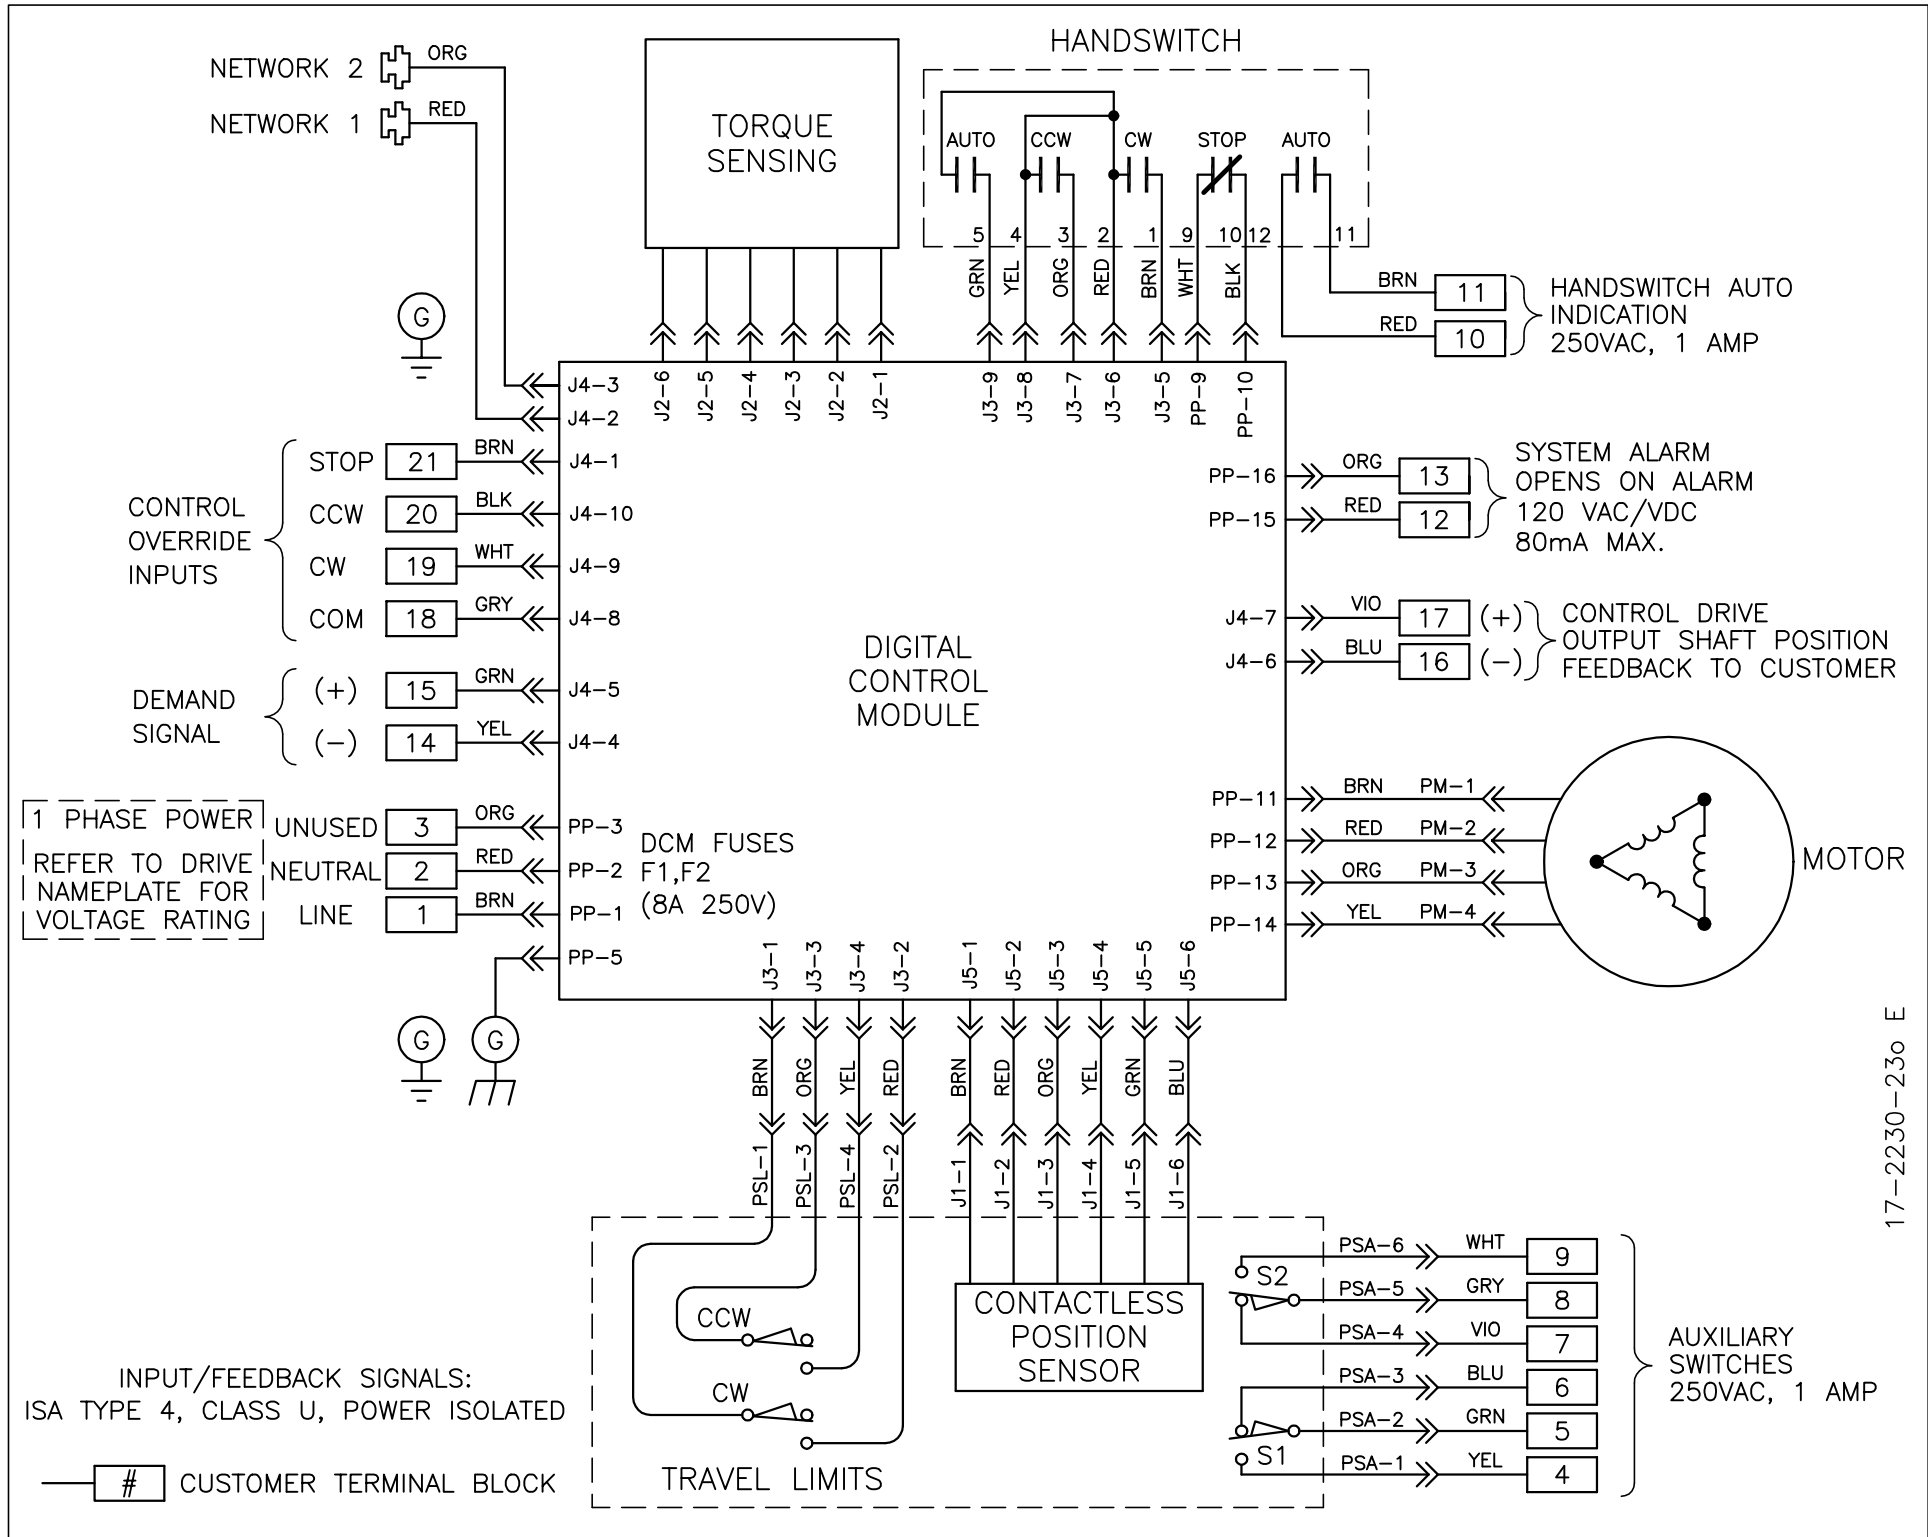 HANDSWITCH
NETWORK 2
ORG
NETWORK 1
RED
TORQUE
SENSING
AUTO
CCW
CW
STOP
AUTO
5
4
3
2
1
9
10
12
11
GRN
YEL
ORG
RED
BRN
WHT
BLK
BRN
11
RED
10
HANDSWITCH AUTO
INDICATION
250VAC, 1 AMP
G
J4-3
J4-2
J2-6
J2-5
J2-4
J2-3
J2-2
J2-1
J3-9
J3-8
J3-7
J3-6
J3-5
PP-9
PP-10
CONTROL
OVERRIDE
INPUTS
STOP
21
BRN
J4-1
CCW
20
BLK
J4-10
CW
19
WHT
J4-9
COM
18
GRY
J4-8
DEMAND
SIGNAL
(+)
15
GRN
J4-5
(-)
14
YEL
J4-4
1 PHASE POWER
REFER TO DRIVE
NAMEPLATE FOR
VOLTAGE RATING
UNUSED
3
ORG
PP-3
NEUTRAL
2
RED
PP-2
LINE
1
BRN
PP-1
PP-5
DCM FUSES
F1,F2
(8A 250V)
G
G
DIGITAL
CONTROL
MODULE
PP-16
ORG
13
PP-15
RED
12
SYSTEM ALARM
OPENS ON ALARM
120 VAC/VDC
80mA MAX.
J4-7
VIO
17
(+)
J4-6
BLU
16
(-)
CONTROL DRIVE
OUTPUT SHAFT POSITION
FEEDBACK TO CUSTOMER
PP-11
BRN
PM-1
PP-12
RED
PM-2
PP-13
ORG
PM-3
PP-14
YEL
PM-4
MOTOR
J3-1
J3-3
J3-4
J3-2
J5-1
J5-2
J5-3
J5-4
J5-5
J5-6
BRN
ORG
YEL
RED
BRN
RED
ORG
YEL
GRN
BLU
PSL-1
PSL-3
PSL-4
PSL-2
J1-1
J1-2
J1-3
J1-4
J1-5
J1-6
CCW
CW
TRAVEL LIMITS
CONTACTLESS
POSITION
SENSOR
S2
S1
PSA-6
WHT
9
PSA-5
GRY
8
PSA-4
VIO
7
PSA-3
BLU
6
PSA-2
GRN
5
PSA-1
YEL
4
AUXILIARY
SWITCHES
250VAC, 1 AMP
INPUT/FEEDBACK SIGNALS:
ISA TYPE 4, CLASS U, POWER ISOLATED
# CUSTOMER TERMINAL BLOCK
17-2230-23o E